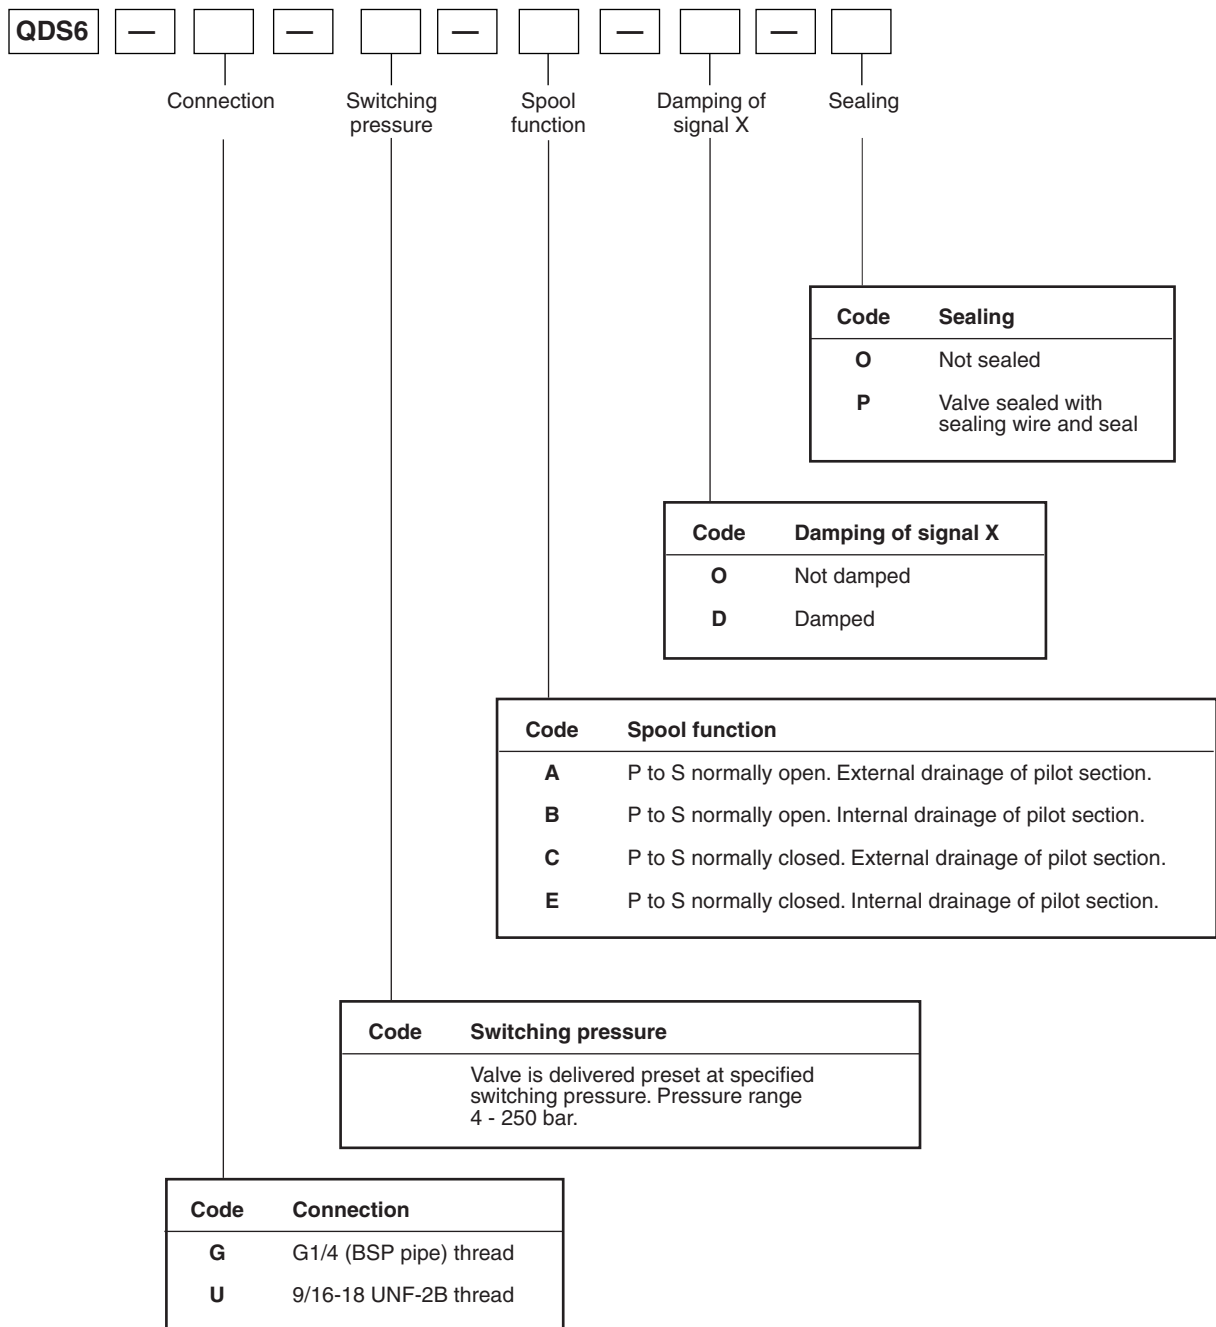 QDS6 — — — — —
Connection
Switching
pressure
Spool
function
Damping of
signal X
Sealing
Code Sealing
O Not sealed
P Valve sealed with
sealing wire and seal
Code Damping of signal X
O Not damped
D Damped
Code Spool function
A P to S normally open. External drainage of pilot section.
B P to S normally open. Internal drainage of pilot section.
C P to S normally closed. External drainage of pilot section.
E P to S normally closed. Internal drainage of pilot section.
Code Switching pressure
Valve is delivered preset at specified
switching pressure. Pressure range
4 - 250 bar.
Code Connection
G G1/4 (BSP pipe) thread
U 9/16-18 UNF-2B thread